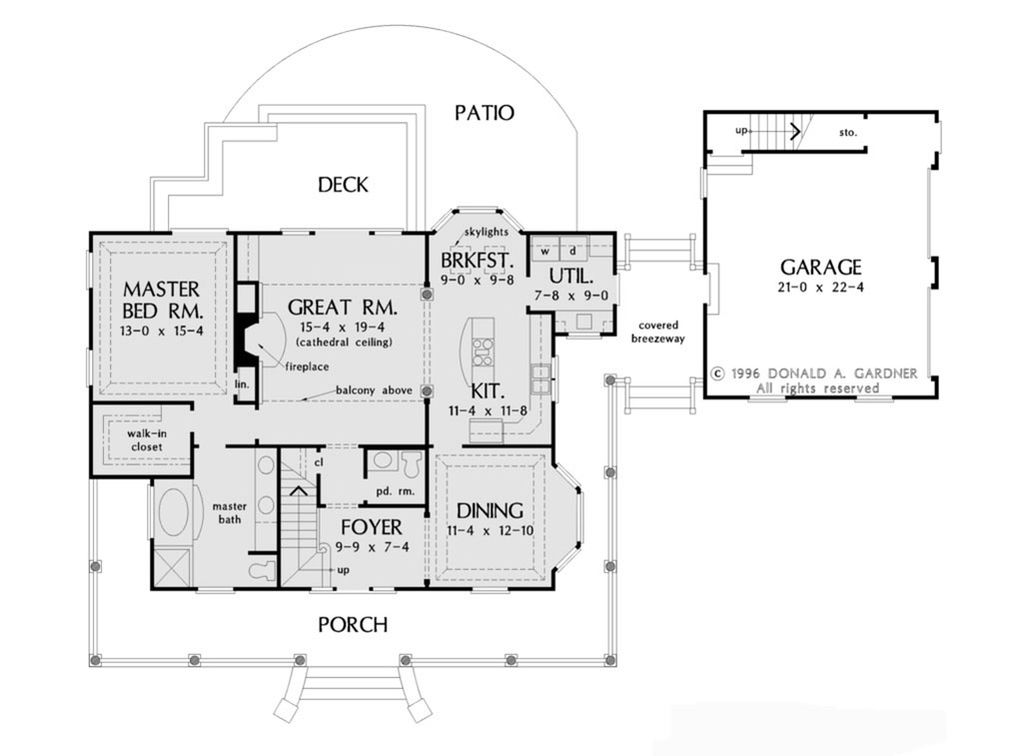 PATIO
up
sto.
DECK
skylights
BRKFST.
9-0 x 9-8
w
d
UTIL.
7-8 x 9-0
GARAGE
21-0 x 22-4
MASTER
BED RM.
13-0 x 15-4
GREAT RM.
15-4 x 19-4
(cathedral ceiling)
fireplace
covered
breezeway
lin.
balcony above
KIT.
11-4 x 11-8
© 1996 DONALD A. GARDNER
All rights reserved
walk-in
closet
cl
pd. rm.
master
bath
FOYER
9-9 x 7-4
DINING
11-4 x 12-10
up
PORCH